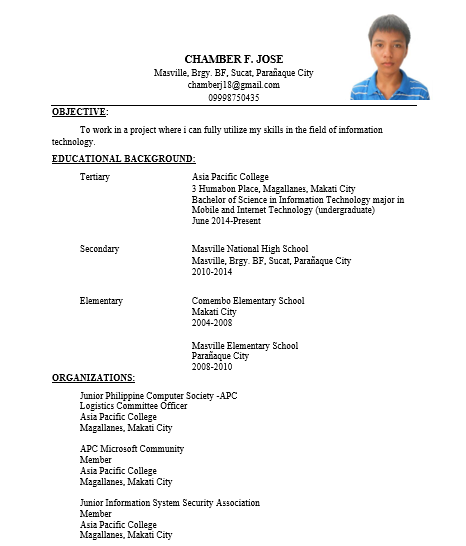 CHAMBER F. JOSE
Masville, Brgy. BF, Sucat, Parañaque City
chamberj18@gmail.com
09998750435
OBJECTIVE:
To work in a project where i can fully utilize my skills in the field of information
technology.
EDUCATIONAL BACKGROUND:
Tertiary Asia Pacific College
3 Humabon Place, Magallanes, Makati City
Bachelor of Science in Information Technology major in
Mobile and Internet Technology (undergraduate)
June 2014-Present
Secondary Masville National High School
Masville, Brgy. BF, Sucat, Parañaque City
2010-2014
Elementary Comembo Elementary School
Makati City
2004-2008
Masville Elementary School
Parañaque City
2008-2010
ORGANIZATIONS:
Junior Philippine Computer Society -APC
Logistics Committee Officer
Asia Pacific College
Magallanes, Makati City
APC Microsoft Community
Member
Asia Pacific College
Magallanes, Makati City
Junior Information System Security Association
Member
Asia Pacific College
Magallanes, Makati City